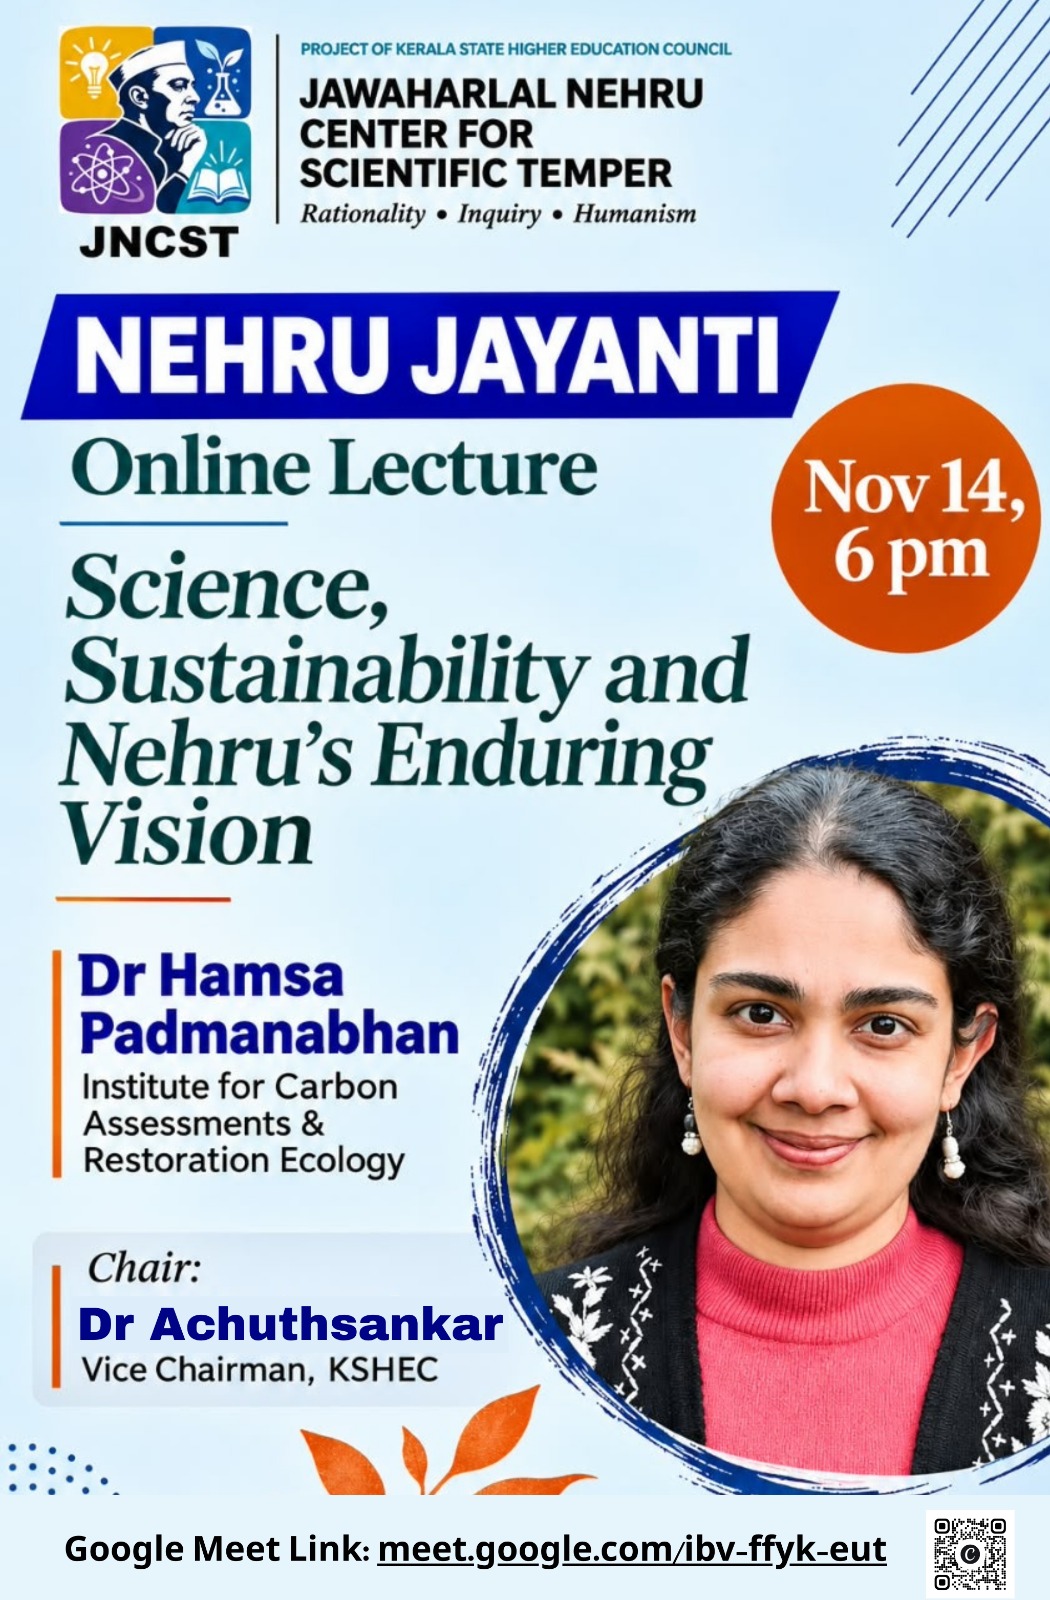 PROJECT OF KERALA STATE HIGHER EDUCATION COUNCIL
JAWAHARLAL NEHRU
CENTER FOR
SCIENTIFIC TEMPER
Rationality • Inquiry • Humanism
JNCST
NEHRU JAYANTI
Online Lecture
Nov 14,
6 pm
Science,
Sustainability and
Nehru's Enduring
Vision
Dr Hamsa
Padmanabhan
Institute for Carbon
Assessments &
Restoration Ecology
Chair:
Dr Achuthsankar
Vice Chairman, KSHEC
Google Meet Link: meet.google.com/ibv-ffyk-eut